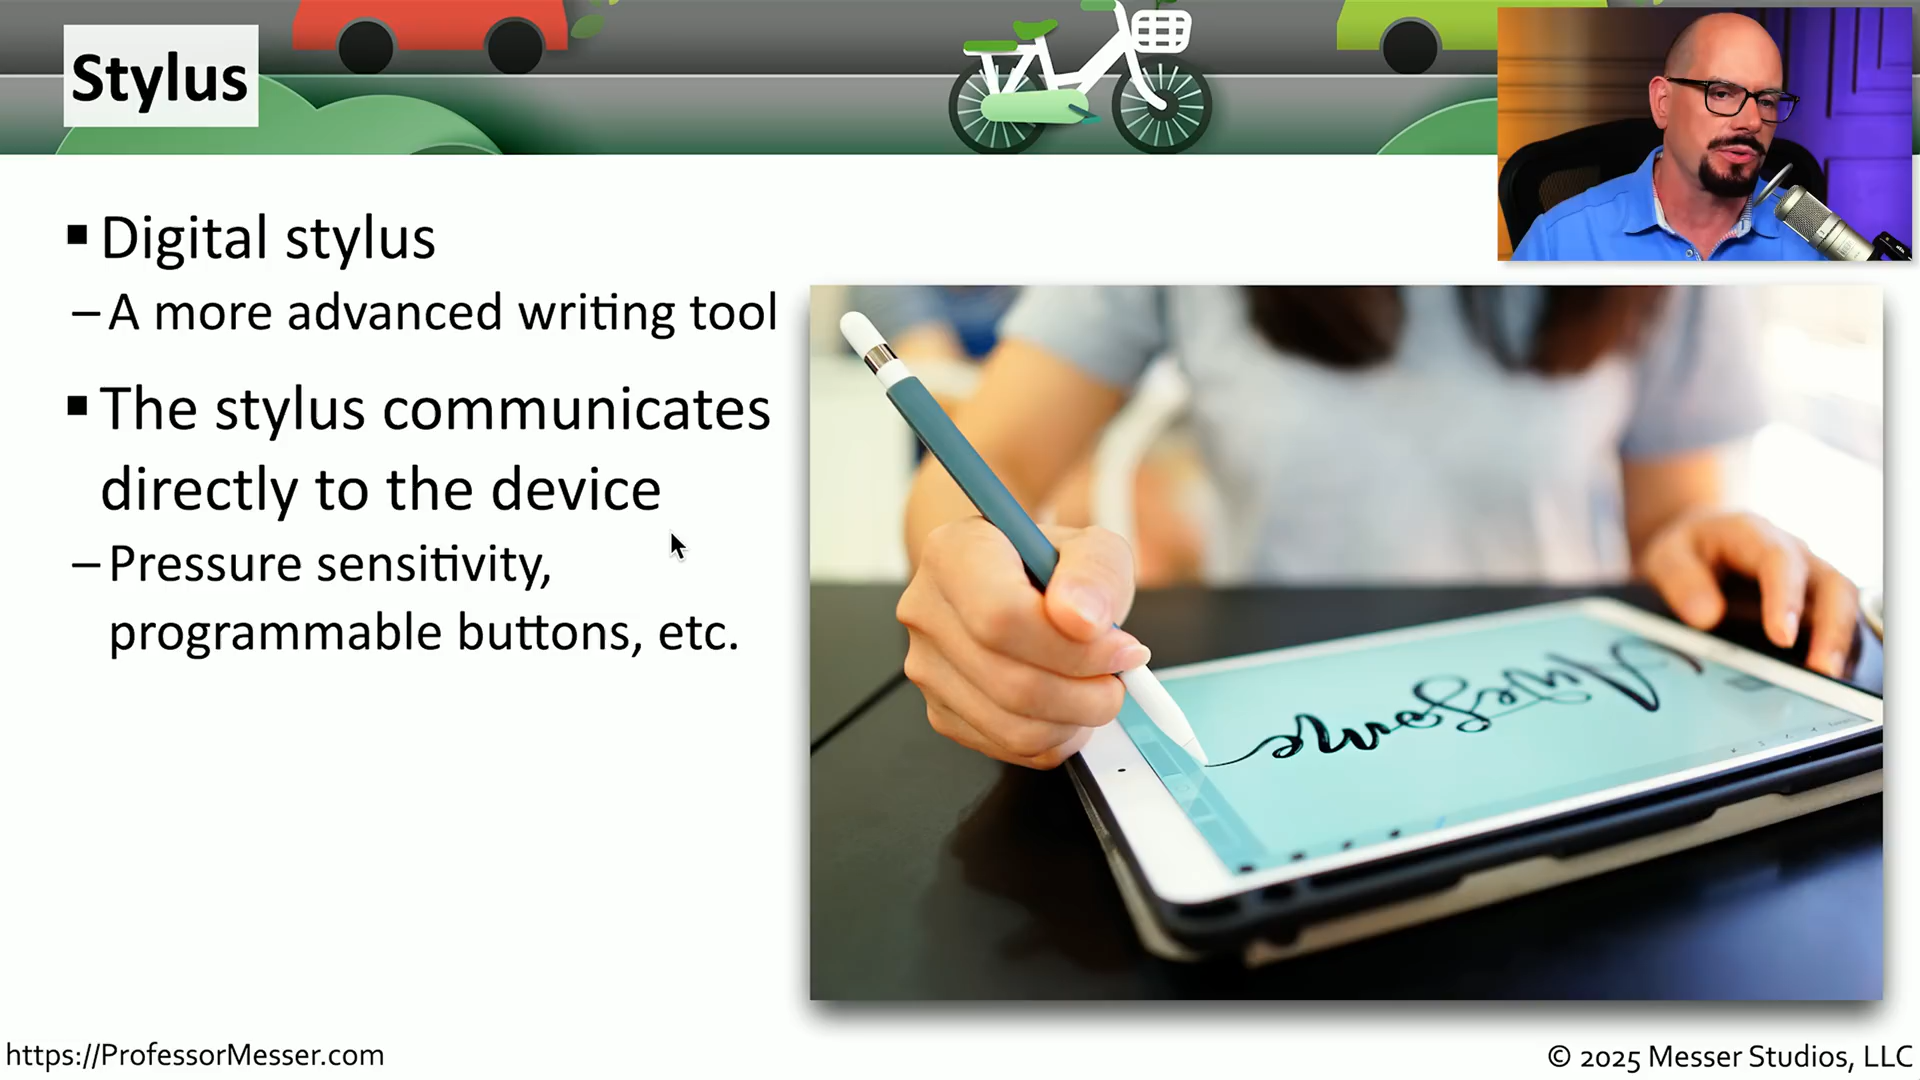 Stylus
▪ Digital stylus
– A more advanced writing tool
▪ The stylus communicates
directly to the device
– Pressure sensitivity,
programmable buttons, etc.
Awesome
https://ProfessorMesser.com
© 2025 Messer Studios, LLC